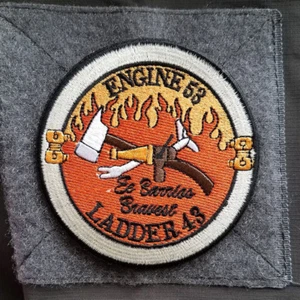 ENGINE 53
El Barrios
Bravest
LADDER 43